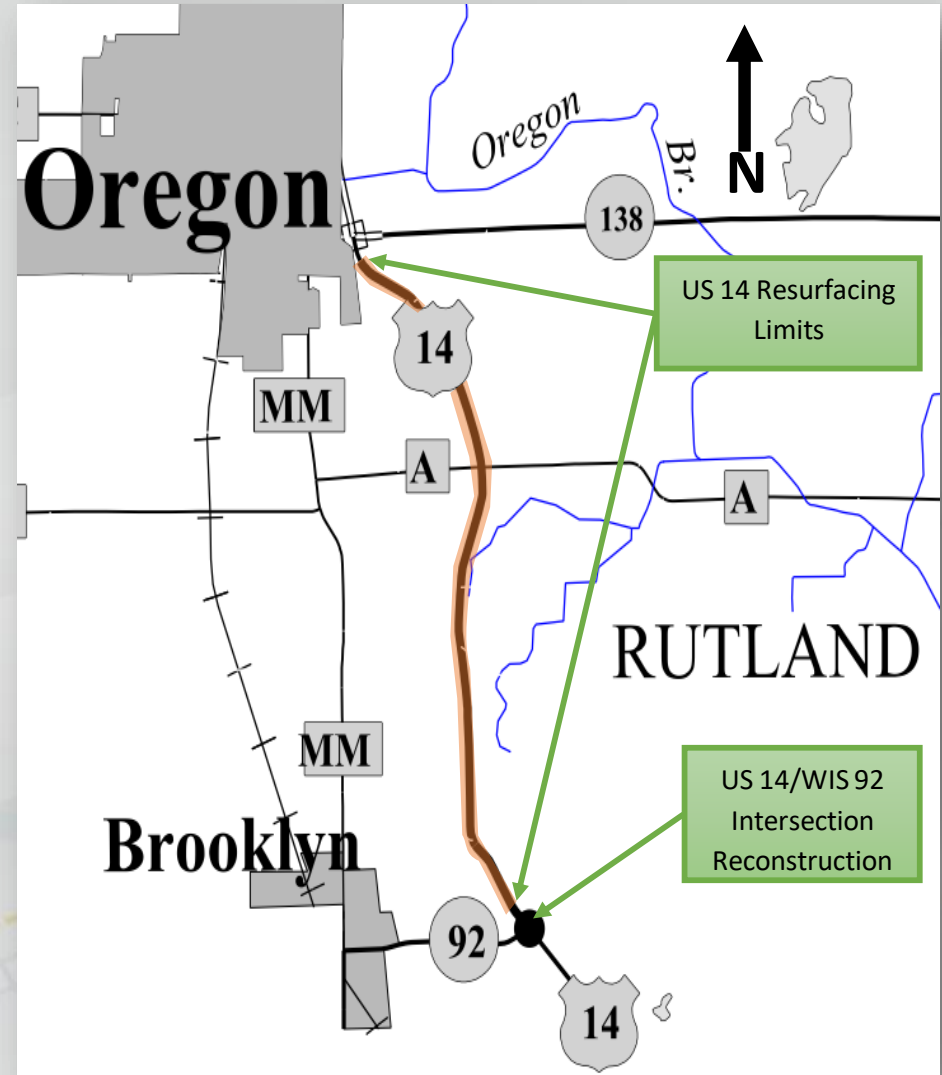 Oregon
Br.
N
Oregon
138
US 14 Resurfacing
Limits
14
MM
A
A
RUTLAND
MM
US 14/WIS 92
Intersection
Reconstruction
Brooklyn
92
14